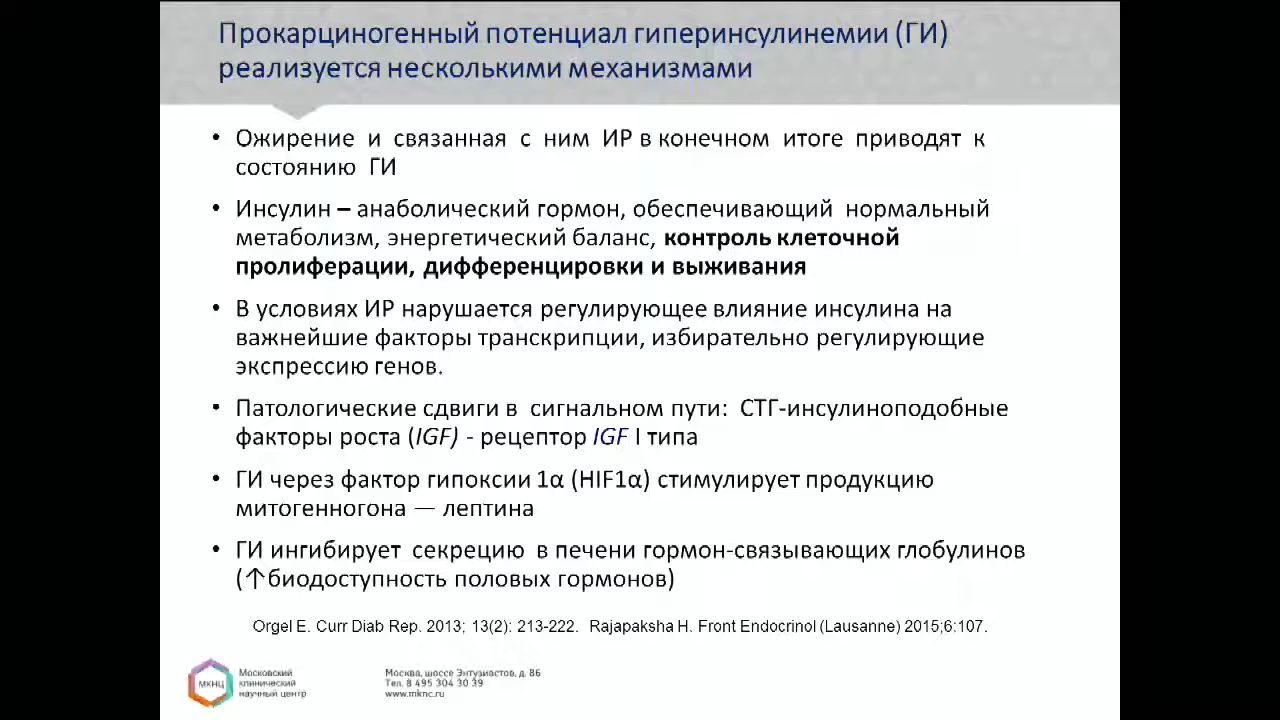 Прокарциногенный потенциал гиперинсулинемии (ГИ)
реализуется несколькими механизмами
• Ожирение и связанная с ним ИР в конечном итоге приводят к
состоянию ГИ
• Инсулин – анаболический гормон, обеспечивающий нормальный
метаболизм, энергетический баланс, контроль клеточной
пролиферации, дифференцировки и выживания
• В условиях ИР нарушается регулирующее влияние инсулина на
важнейшие факторы транскрипции, избирательно регулирующие
экспрессию генов.
• Патологические сдвиги в сигнальном пути: СТГ-инсулиноподобные
факторы роста (IGF) - рецептор IGF I типа
• ГИ через фактор гипоксии 1α (HIF1α) стимулирует продукцию
митогенногона — лептина
• ГИ ингибирует секрецию в печени гормон-связывающих глобулинов
(↑биодоступность половых гормонов)
Orgel E. Curr Diab Rep. 2013; 13(2): 213-222. Rajapaksha H. Front Endocrinol (Lausanne) 2015;6:107.
МКНЦ
Московский
клинический
научный центр
Москва, шоссе Энтузиастов, д. 86
Тел. 8 495 304 30 39
www.mknc.ru